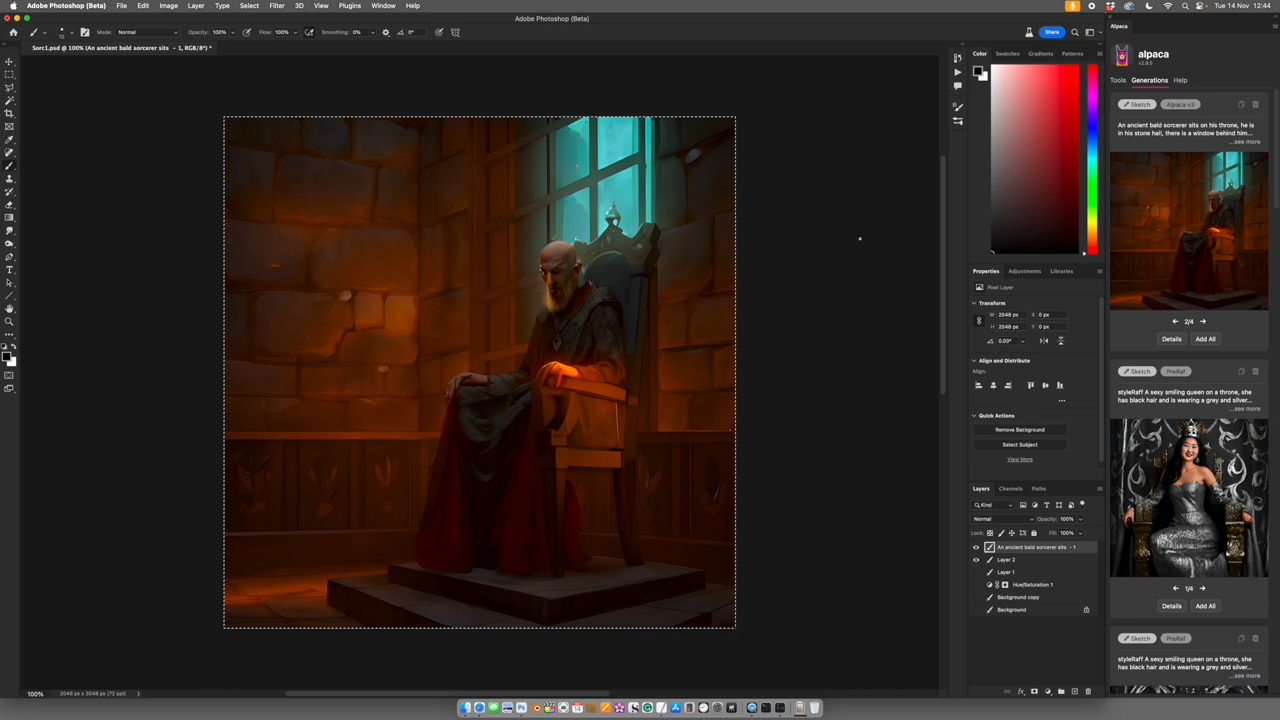 Adobe Photoshop (Beta) File Edit Image Layer Type Select Filter 3D View Plugins Window Help
Tue 14 Nov 12:44
Adobe Photoshop (Beta)
Mode: Normal Opacity: 100% Flow: 100% Smoothing: 0% 0° Share
Sorc1.psd @ 100% (An ancient bald sorcerer sits - 1, RGB/8*) *
Color Swatches Gradients Patterns
Properties Adjustments Libraries
Pixel Layer
Transform
W 2048 px X 0 px
H 2048 px Y 0 px
0.00°
Align and Distribute
Align:
Quick Actions
Remove Background
Select Subject
View More
Layers Channels Paths
Kind
Normal Opacity: 100%
Lock: Fill: 100%
An ancient bald sorcerer sits - 1
Layer 2
Layer 1
Hue/Saturation 1
Background copy
Background
Alpaca
alpaca
v2.9.0
Tools Generations Help
Sketch Alpaca v3
An ancient bald sorcerer sits on his throne, he is
in his stone hall, there is a window behind him...
...see more
2/4
Details Add All
Sketch PreRaf
styleRaff A sexy smiling queen on a throne, she
has black hair and is wearing a grey and silver...
...see more
1/4
Details Add All
Sketch PreRaf
styleRaff A sexy smiling queen on a throne, she
has black hair and is wearing a grey and silver...
...see more
100% 2048 px x 2048 px (72 ppi)